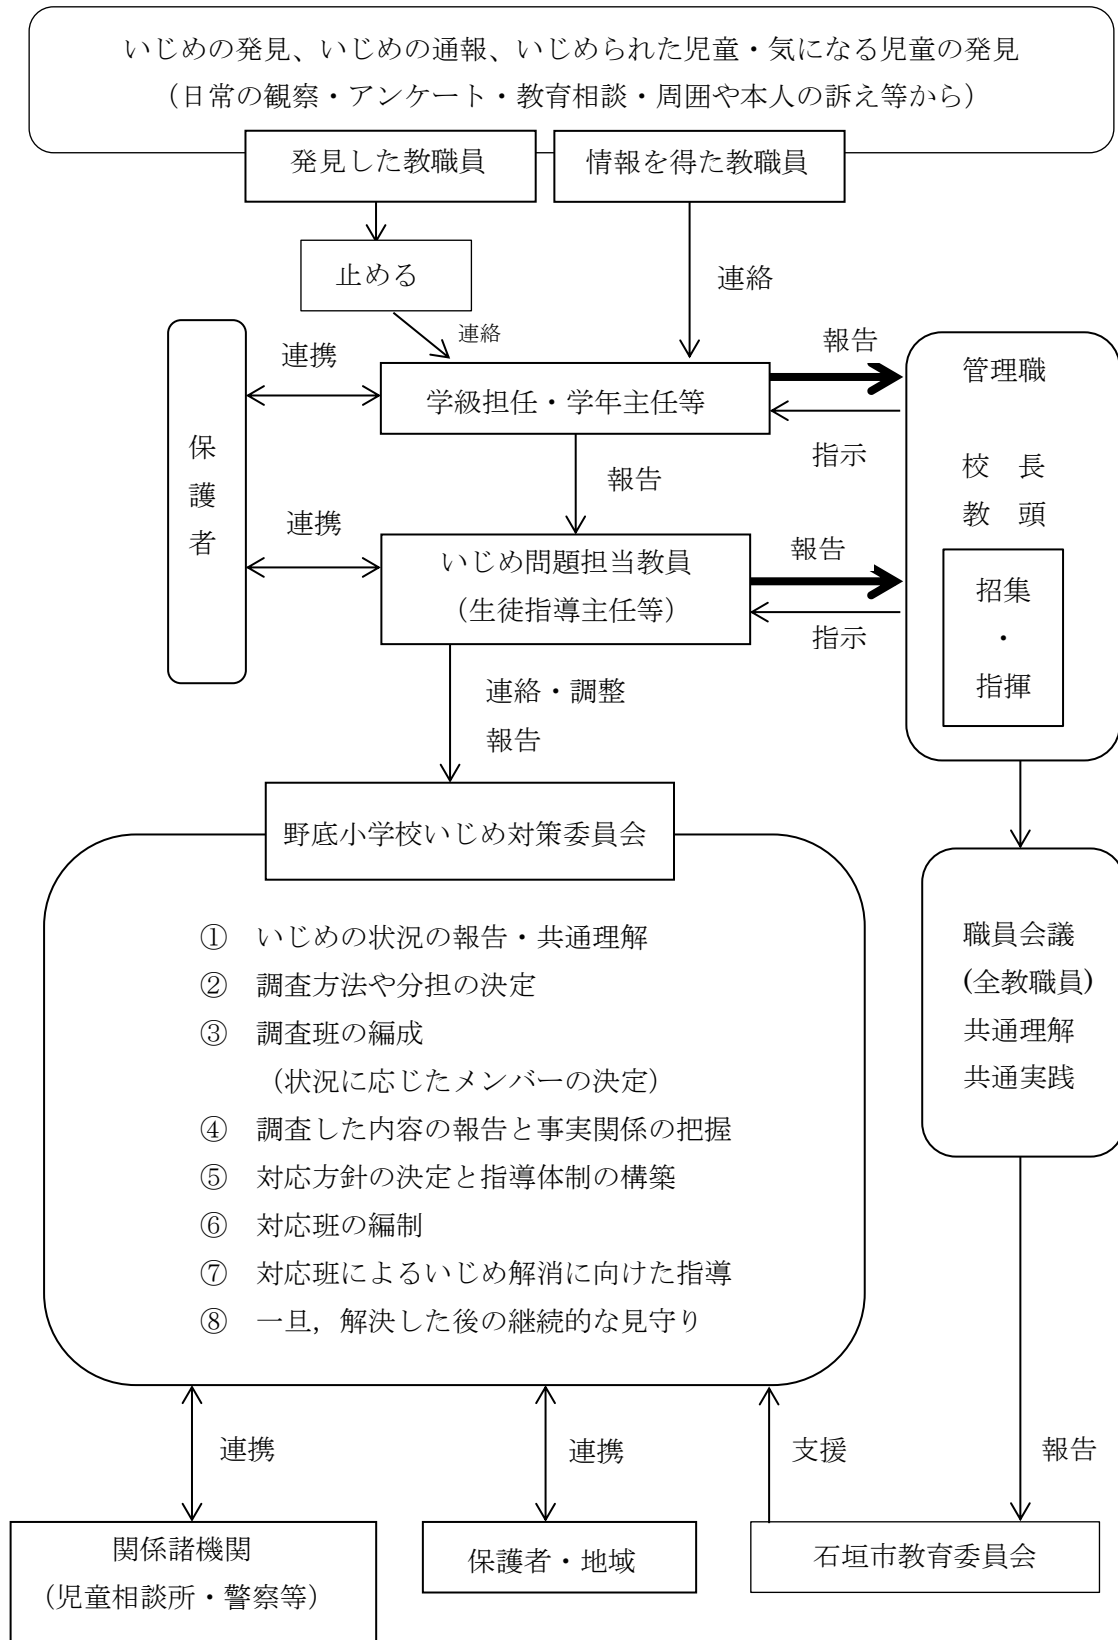 いじめの発見、いじめの通報、いじめられた児童・気になる児童の発見
（日常の観察・アンケート・教育相談・周囲や本人の訴え等から）
発見した教職員
情報を得た教職員
止める
連絡
連絡
保護者
連携
学級担任・学年主任等
報告
指示
管理職
校　長
教　頭
招集
・
指揮
報告
連携
いじめ問題担当教員
（生徒指導主任等）
報告
指示
連絡・調整
報告
野底小学校いじめ対策委員会
①　いじめの状況の報告・共通理解
②　調査方法や分担の決定
③　調査班の編成
（状況に応じたメンバーの決定）
④　調査した内容の報告と事実関係の把握
⑤　対応方針の決定と指導体制の構築
⑥　対応班の編制
⑦　対応班によるいじめ解消に向けた指導
⑧　一旦，解決した後の継続的な見守り
職員会議
(全教職員)
共通理解
共通実践
連携
連携
支援
報告
関係諸機関
（児童相談所・警察等）
保護者・地域
石垣市教育委員会